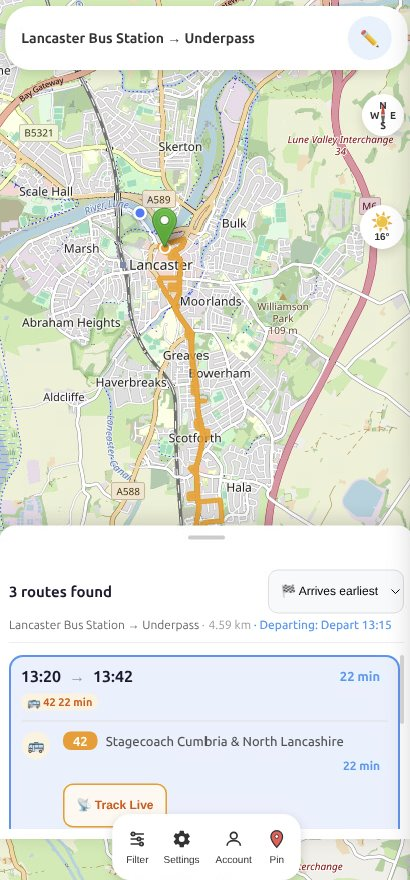 Lancaster Bus Station → Underpass
Bay Gateway
B5321
Skerton
N
W E
S
Lune Valley Interchange
34
Scale Hall
A589
M6
River Lune
Bulk
16°
Marsh
Lancaster
Moorlands
Williamson
Park
109 m
Abraham Heights
Greaves
Bowerham
Haverbreaks
Aldcliffe
Lancaster Canal
Scotforth
A588
Hala
3 routes found
Arrives earliest
Lancaster Bus Station → Underpass · 4.59 km · Departing: Depart 13:15
13:20 → 13:42
22 min
42 22 min
42 Stagecoach Cumbria & North Lancashire
22 min
Track Live
Filter Settings Account Pin